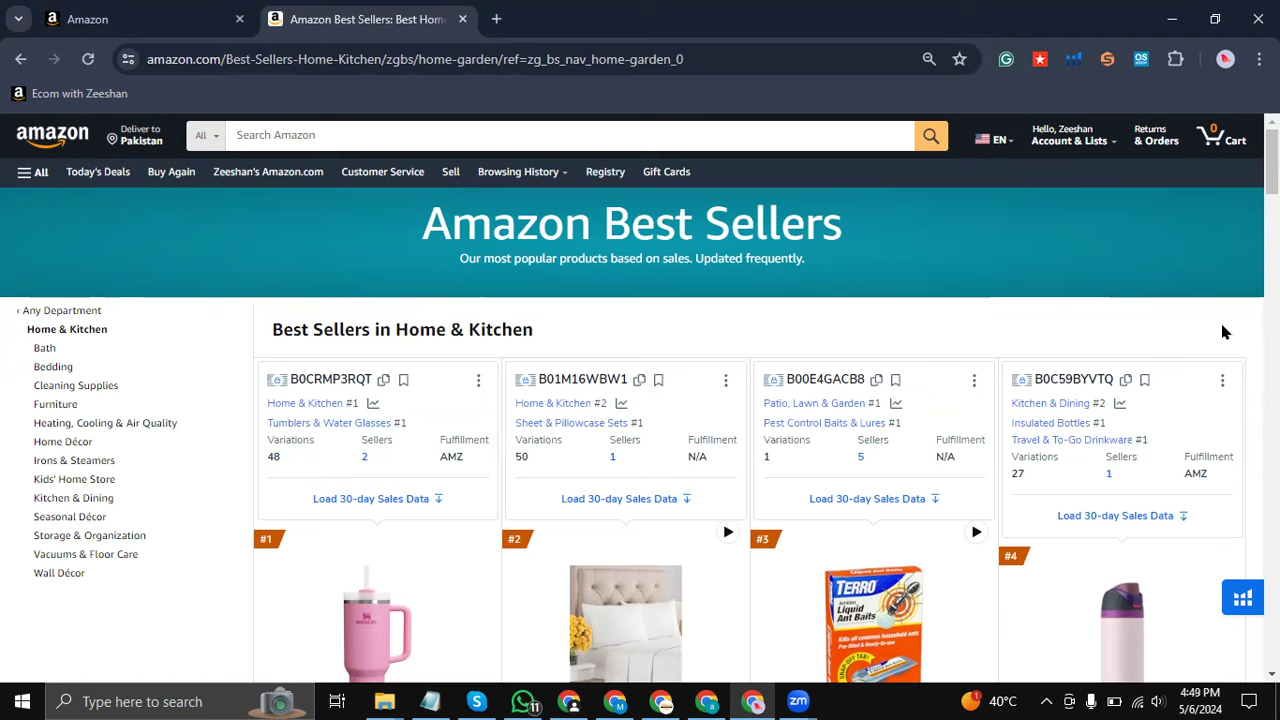 Amazon
Amazon Best Sellers: Best Hom
amazon.com/Best-Sellers-Home-Kitchen/zgbs/home-garden/ref=zg_bs_nav_home-garden_0
Ecom with Zeeshan
amazon
Deliver to
Pakistan
All
Search Amazon
EN
Hello, Zeeshan
Account & Lists
Returns
& Orders
0
Cart
All
Today's Deals
Buy Again
Zeeshan's Amazon.com
Customer Service
Sell
Browsing History
Registry
Gift Cards
Amazon Best Sellers
Our most popular products based on sales. Updated frequently.
‹ Any Department
Home & Kitchen
Bath
Bedding
Cleaning Supplies
Furniture
Heating, Cooling & Air Quality
Home Décor
Irons & Steamers
Kids' Home Store
Kitchen & Dining
Seasonal Décor
Storage & Organization
Vacuums & Floor Care
Wall Décor
Best Sellers in Home & Kitchen
B0CRMP3RQT
Home & Kitchen #1
Tumblers & Water Glasses #1
Variations Sellers Fulfillment
48 2 AMZ
Load 30-day Sales Data
#1
B01M16WBW1
Home & Kitchen #2
Sheet & Pillowcase Sets #1
Variations Sellers Fulfillment
50 1 N/A
Load 30-day Sales Data
#2
B00E4GACB8
Patio, Lawn & Garden #1
Pest Control Baits & Lures #1
Variations Sellers Fulfillment
1 5 N/A
Load 30-day Sales Data
#3
TERRO
Liquid
Ant Baits
Kills all common household ants
B0C59BYVTQ
Kitchen & Dining #2
Insulated Bottles #1
Travel & To-Go Drinkware #1
Variations Sellers Fulfillment
27 1 AMZ
Load 30-day Sales Data
#4
Type here to search
11
1
40°C
4:49 PM
5/6/2024